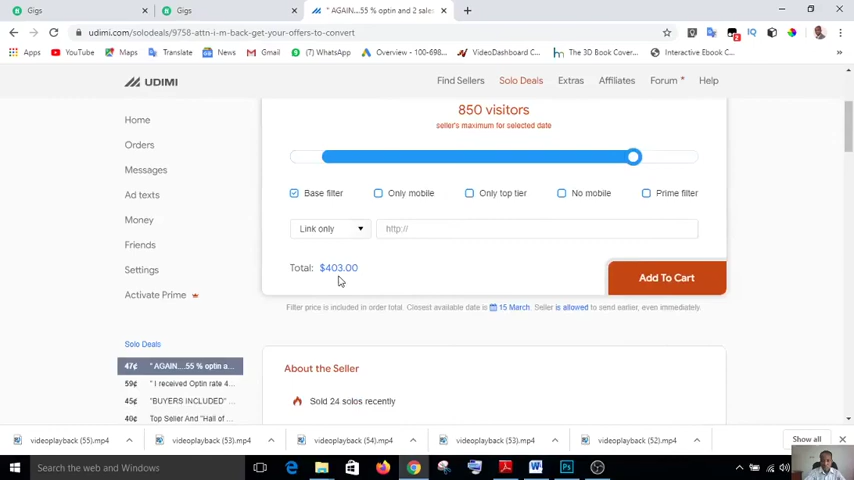 Gigs
Gigs
" AGAIN....55 % optin and 2 sales
udimi.com/solodeals/9758-attn-i-m-back-get-your-offers-to-convert
Apps
YouTube
Maps
Translate
News
Gmail
(7) WhatsApp
Overview - 100-698...
VideoDashboard C...
The 3D Book Cover...
Interactive Ebook C...
UDIMI
Find Sellers
Solo Deals
Extras
Affiliates
Forum
Help
850 visitors
seller's maximum for selected date
Home
Orders
Messages
Ad texts
Money
Friends
Settings
Activate Prime
Base filter
Only mobile
Only top tier
No mobile
Prime filter
Link only
http://
Total: $403.00
Add To Cart
Filter price is included in order total. Closest available date is 15 March. Seller is allowed to send earlier, even immediately.
Solo Deals
47¢ " AGAIN....55 % optin a...
59¢ " I received Optin rate 4...
45¢ "BUYERS INCLUDED" ...
40¢ Top Seller And "Hall of ...
About the Seller
Sold 24 solos recently
videoplayback (55).mp4
videoplayback (53).mp4
videoplayback (54).mp4
videoplayback (53).mp4
videoplayback (52).mp4
Show all
Search the web and Windows